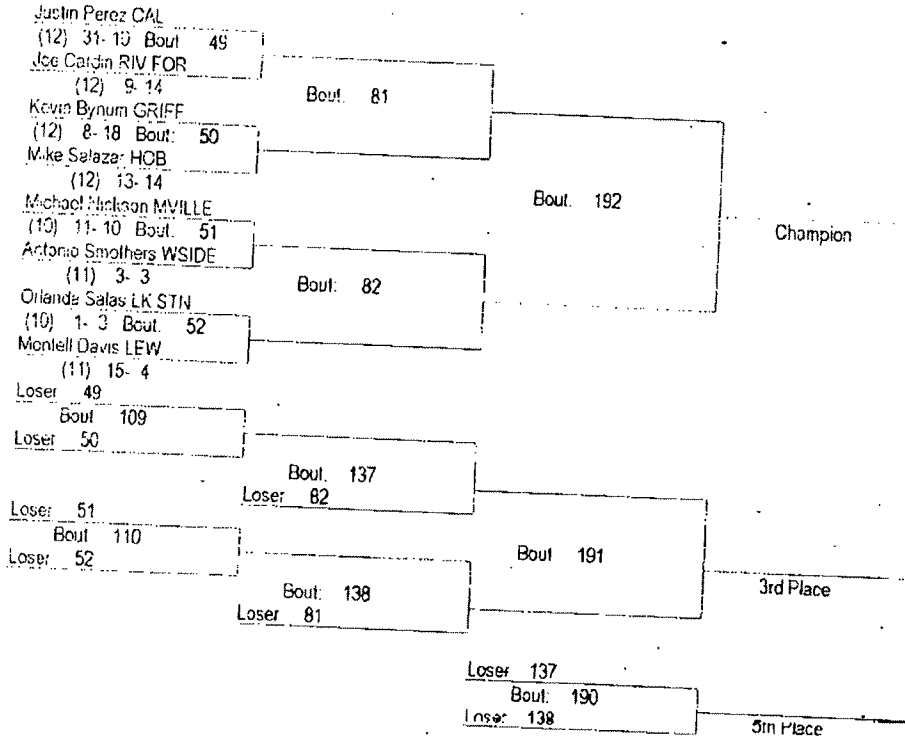 Justin Perez CAL
(12) 31- 10 Bout 49
Joe Cardin RIV FOR
(12) 9- 14
Bout. 81
Kevin Bynum GRIFF
(12) 8- 18 Bout: 50
Mike Salazar HOB
(12) 13- 14
Bout. 192
Michael Hickson MVILLE
(10) 11- 10 Bout. 51
Champion
Antonio Smothers WSIDE
(11) 3- 3
Bout: 82
Orlando Salas LK STN
(10) 1- 3 Bout. 52
Montell Davis LEW
(11) 15- 4
Loser 49
Bout 109
Loser 50
Bout. 137
Loser 82
Loser 51
Bout 110
Loser 52
Bout 191
Bout: 138
Loser 81
3rd Place
Loser 137
Bout: 190
Loser 138
5th Place